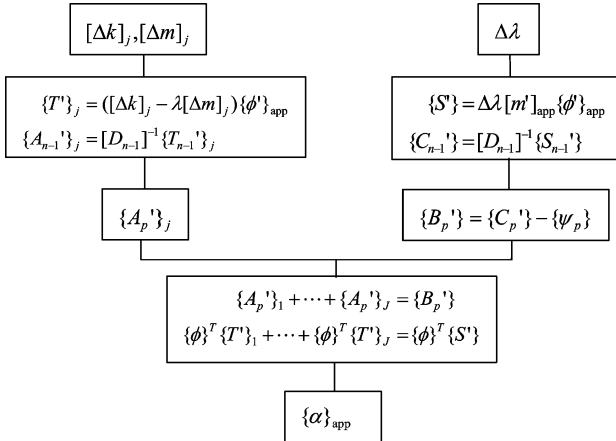 [Δk]_j,[Δm]_j
Δλ
{T'}_j = ([Δk]_j − λ[Δm]_j){ϕ'}_app
{A_{n−1}'}_j = [D_{n−1}]^{−1}{T_{n−1}'}_j
{S'} = Δλ[m']_app{ϕ'}_app
{C_{n−1}'} = [D_{n−1}]^{−1}{S_{n−1}'}
{A_p'}_j
{B_p'} = {C_p'} − {ψ_p}
{A_p'}_1 + ⋯ + {A_p'}_J = {B_p'}
{ϕ}^T{T'}_1 + ⋯ + {ϕ}^T{T'}_J = {ϕ}^T{S'}
{α}_app